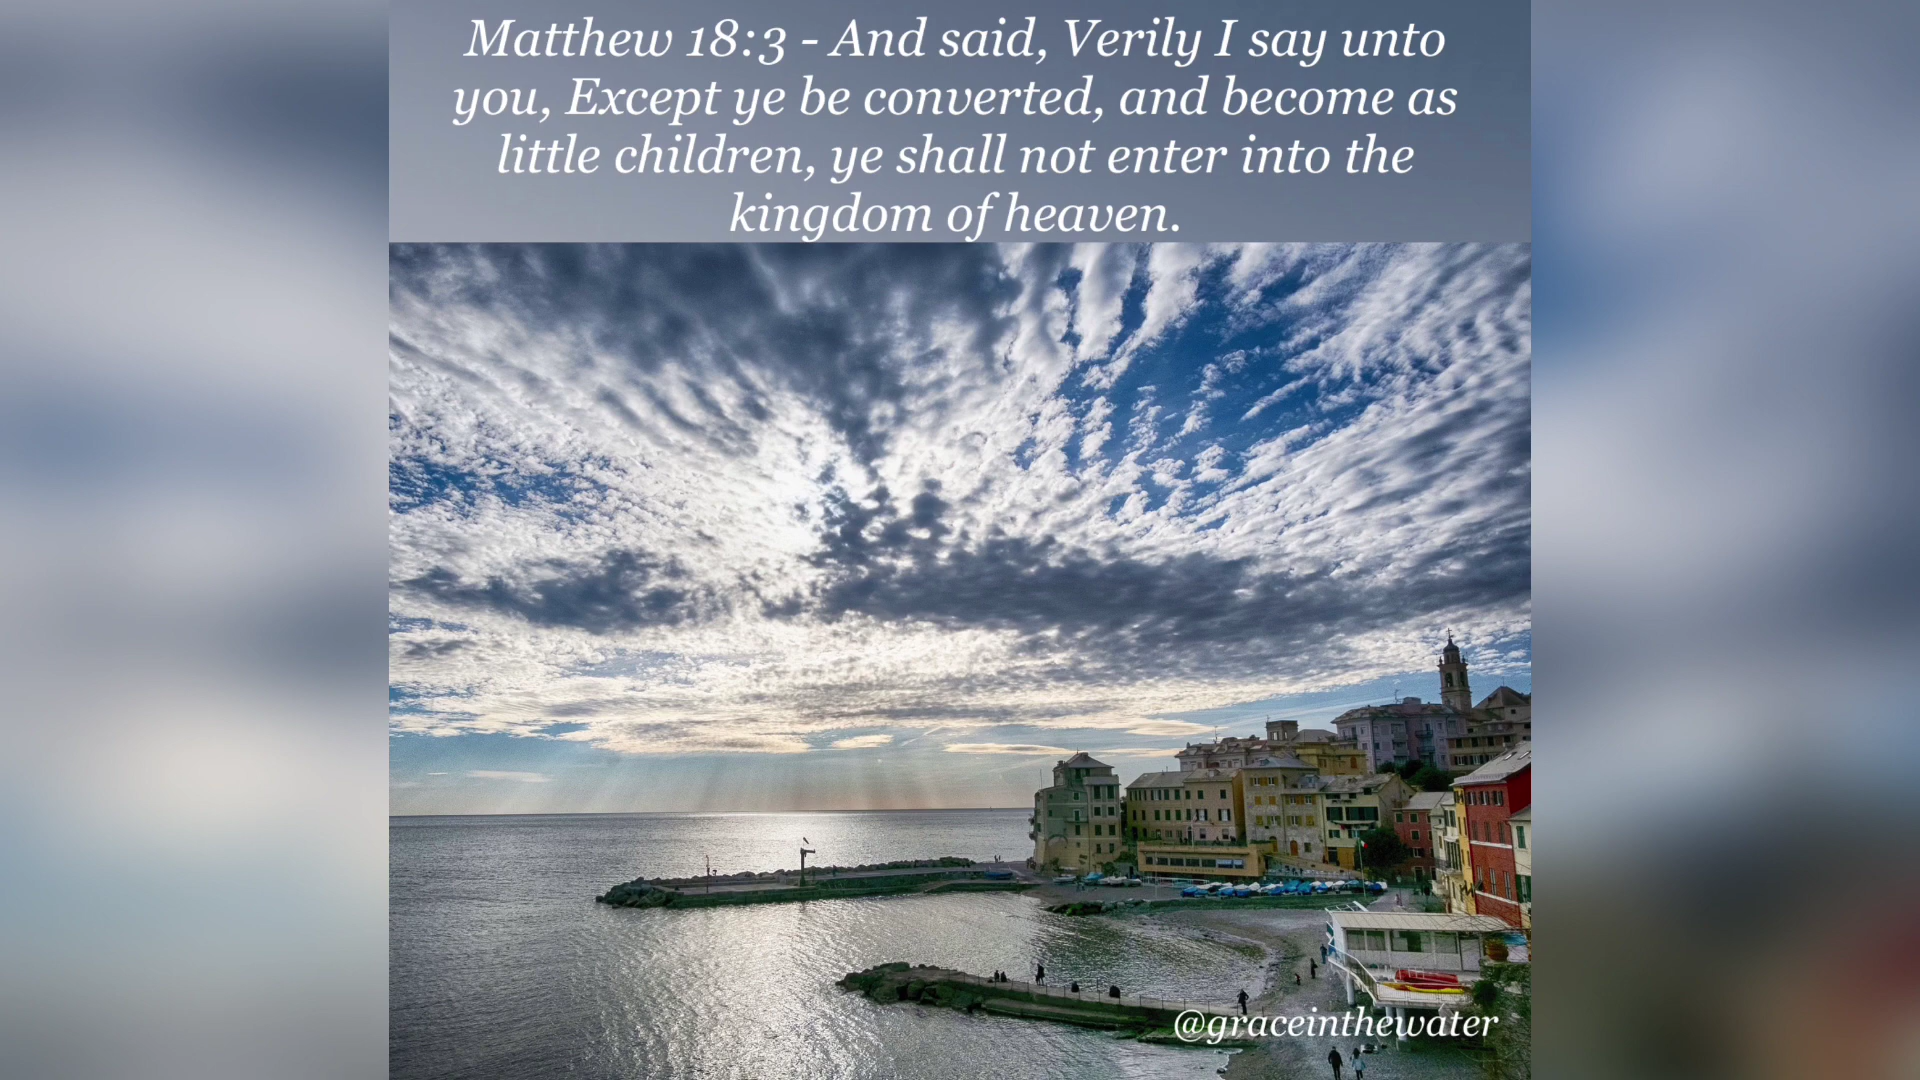 Matthew 18:3 - And said, Verily I say unto
you, Except ye be converted, and become as
little children, ye shall not enter into the
kingdom of heaven.
@graceinthewater